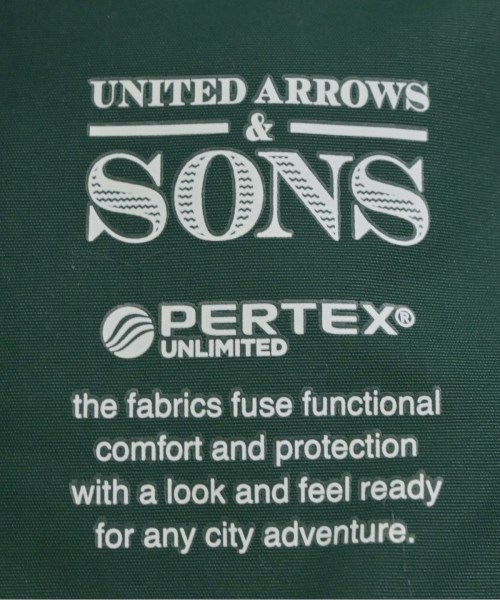 UNITED ARROWS
&
SONS
PERTEX®
UNLIMITED
the fabrics fuse functional
comfort and protection
with a look and feel ready
for any city adventure.